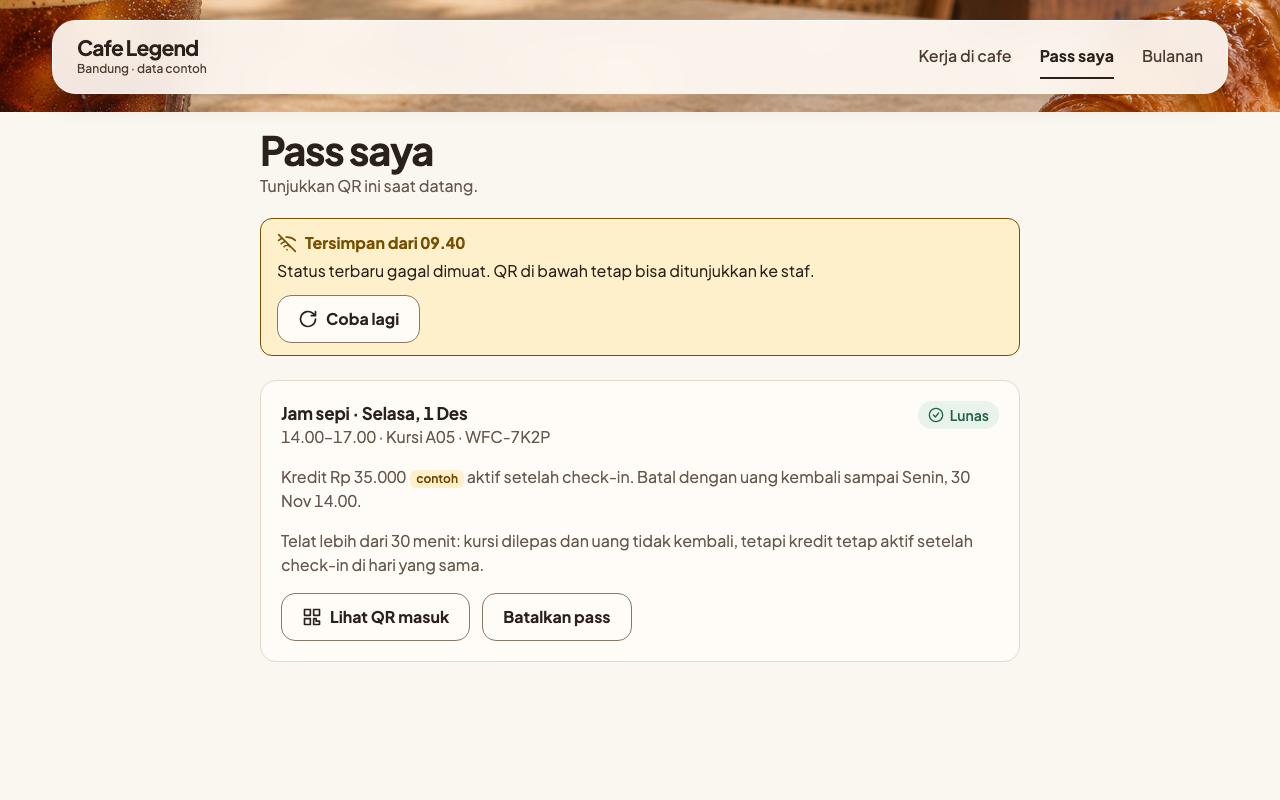 Cafe Legend
Bandung · data contoh
Kerja di cafe
Pass saya
Bulanan
Pass saya
Tunjukkan QR ini saat datang.
Tersimpan dari 09.40
Status terbaru gagal dimuat. QR di bawah tetap bisa ditunjukkan ke staf.
Coba lagi
Jam sepi · Selasa, 1 Des
Lunas
14.00–17.00 · Kursi A05 · WFC-7K2P
Kredit Rp 35.000 contoh aktif setelah check-in. Batal dengan uang kembali sampai Senin, 30
Nov 14.00.
Telat lebih dari 30 menit: kursi dilepas dan uang tidak kembali, tetapi kredit tetap aktif setelah
check-in di hari yang sama.
Lihat QR masuk
Batalkan pass